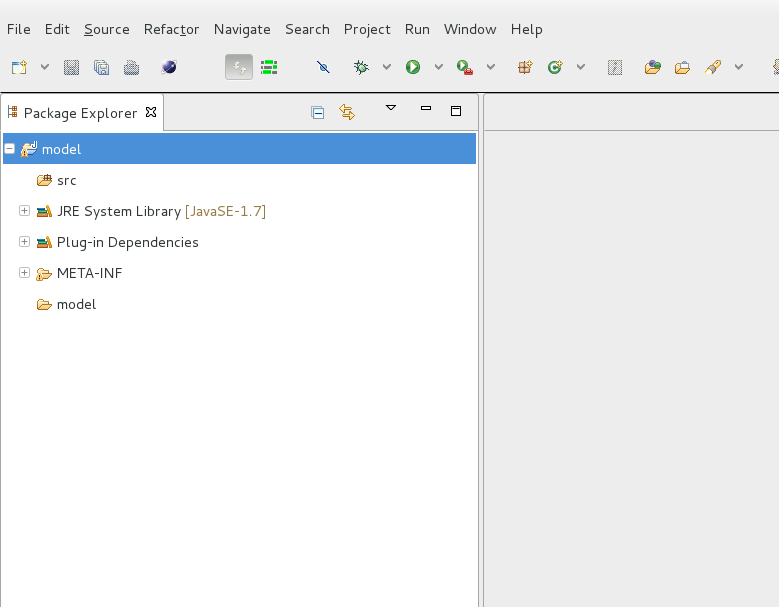 File Edit Source Refactor Navigate Search Project Run Window Help
Package Explorer
model
src
JRE System Library [JavaSE-1.7]
Plug-in Dependencies
META-INF
model